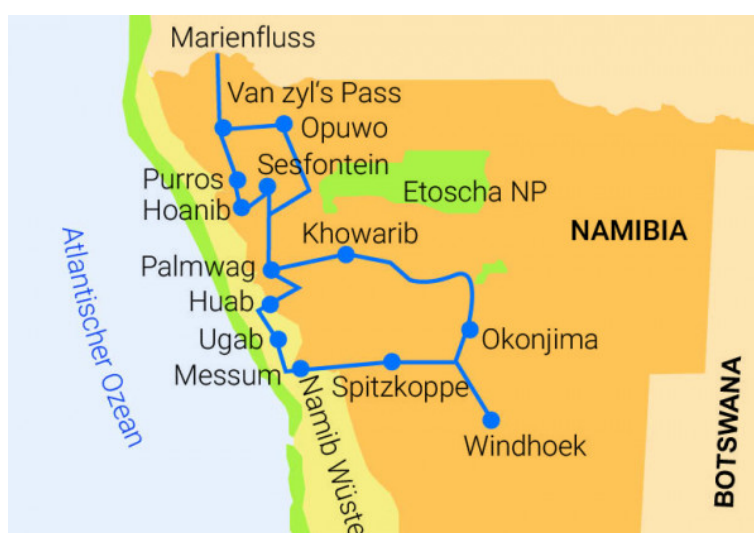 Marienfluss
Van zyl's Pass
Opuwo
Sesfontein
Purros
Etoscha NP
Hoanib
Khowarib
NAMIBIA
Atlantischer Ozean
Palmwag
Huab
Ugab
Okonjima
Messum
Spitzkoppe
Namib Wüste
Windhoek
BOTSWANA